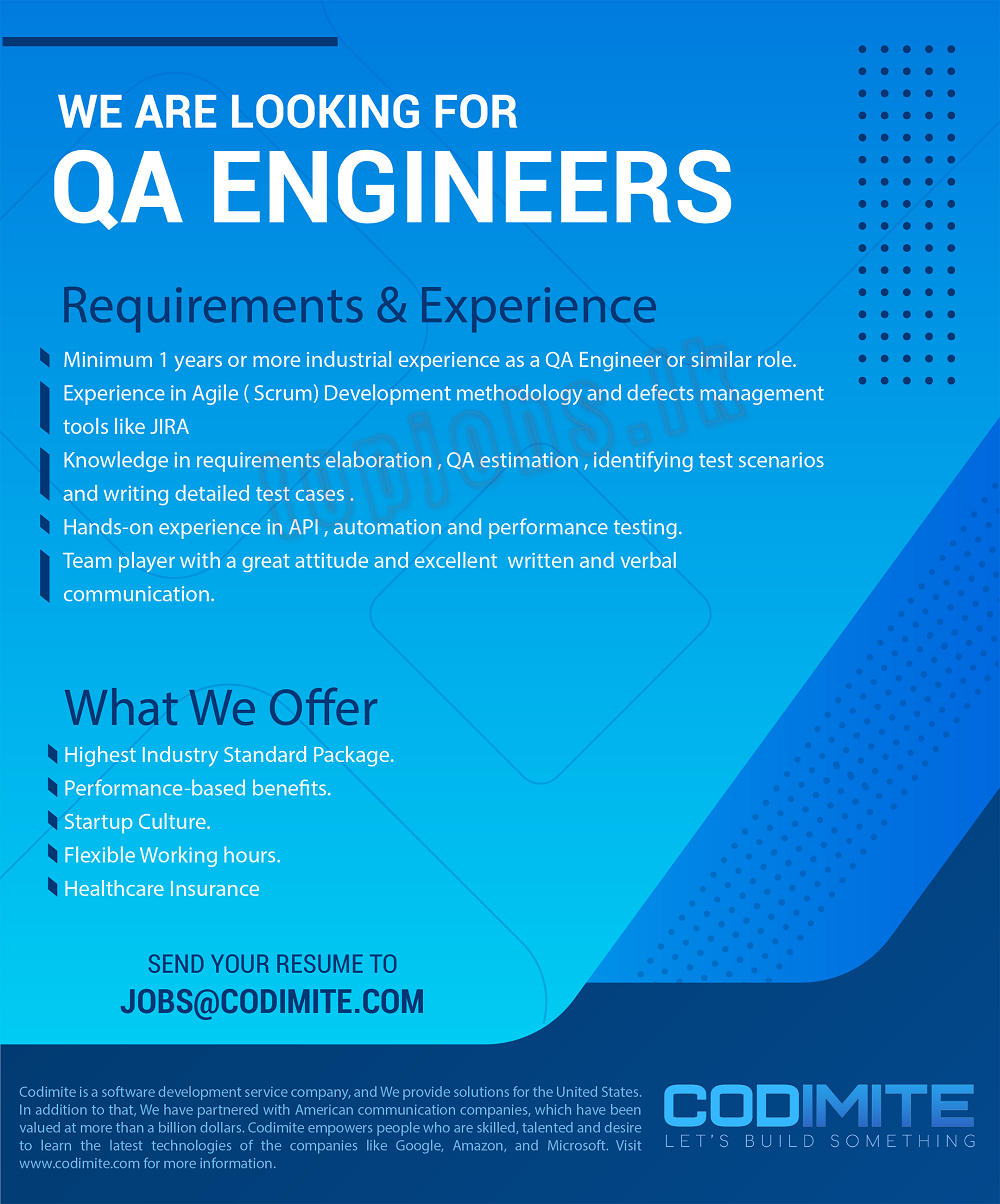 WE ARE LOOKING FOR
QA ENGINEERS
Requirements & Experience
Minimum 1 years or more industrial experience as a QA Engineer or similar role.
Experience in Agile ( Scrum) Development methodology and defects management
tools like JIRA
Knowledge in requirements elaboration , QA estimation , identifying test scenarios
and writing detailed test cases .
Hands-on experience in API , automation and performance testing.
Team player with a great attitude and excellent  written and verbal
communication.
topjobs.lk
What We Offer
Highest Industry Standard Package.
Performance-based benefits.
Startup Culture.
Flexible Working hours.
Healthcare Insurance
SEND YOUR RESUME TO
JOBS@CODIMITE.COM
Codimite is a software development service company, and We provide solutions for the United States.
In addition to that, We have partnered with American communication companies, which have been
valued at more than a billion dollars. Codimite empowers people who are skilled, talented and desire
to learn the latest technologies of the companies like Google, Amazon, and Microsoft. Visit
www.codimite.com for more information.
CODIMITE
LET'S BUILD SOMETHING